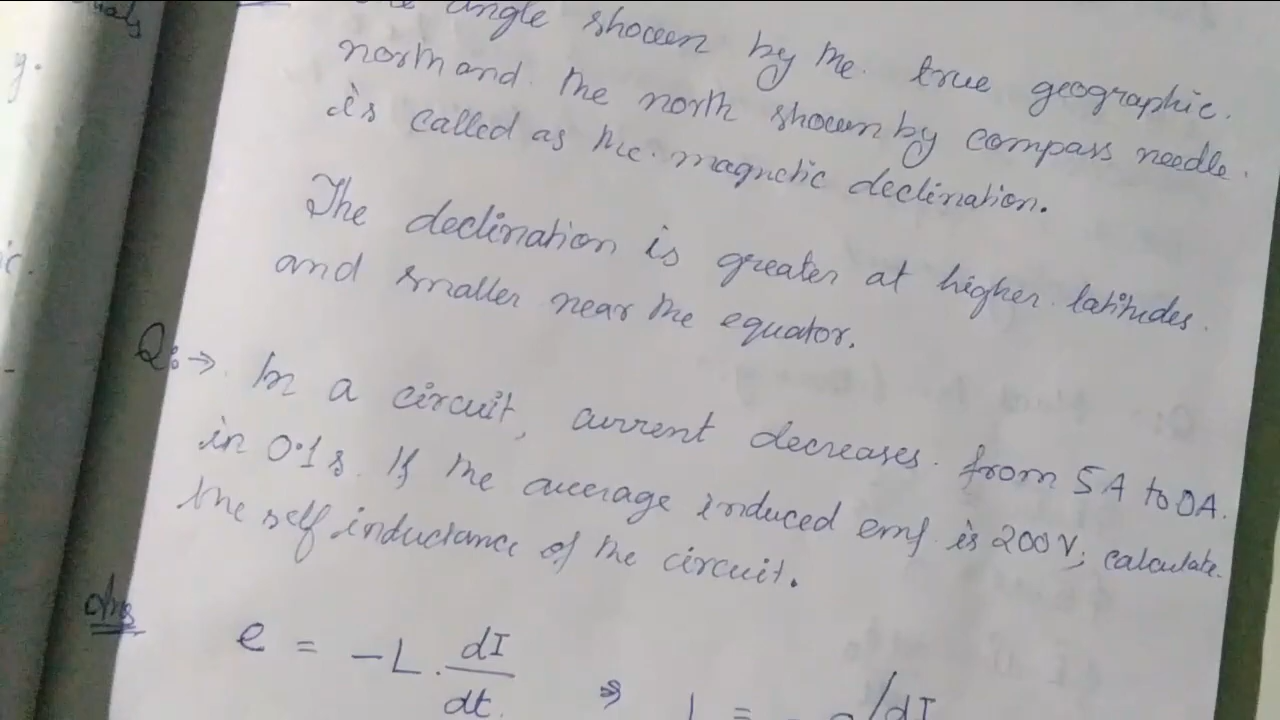 angle shown by the true geographic.
north and the north shown by compass needle.
is called as the magnetic declination.
The declination is greater at higher latitudes.
and smaller near the equator.
Q:→ In a circuit, current decreases from 5A to 0A.
in 0.1s. If the average induced emf is 200V, calculate.
the self inductance of the circuit.
Ans
e = -L. dI/dt. ⇒ L = -e/dI